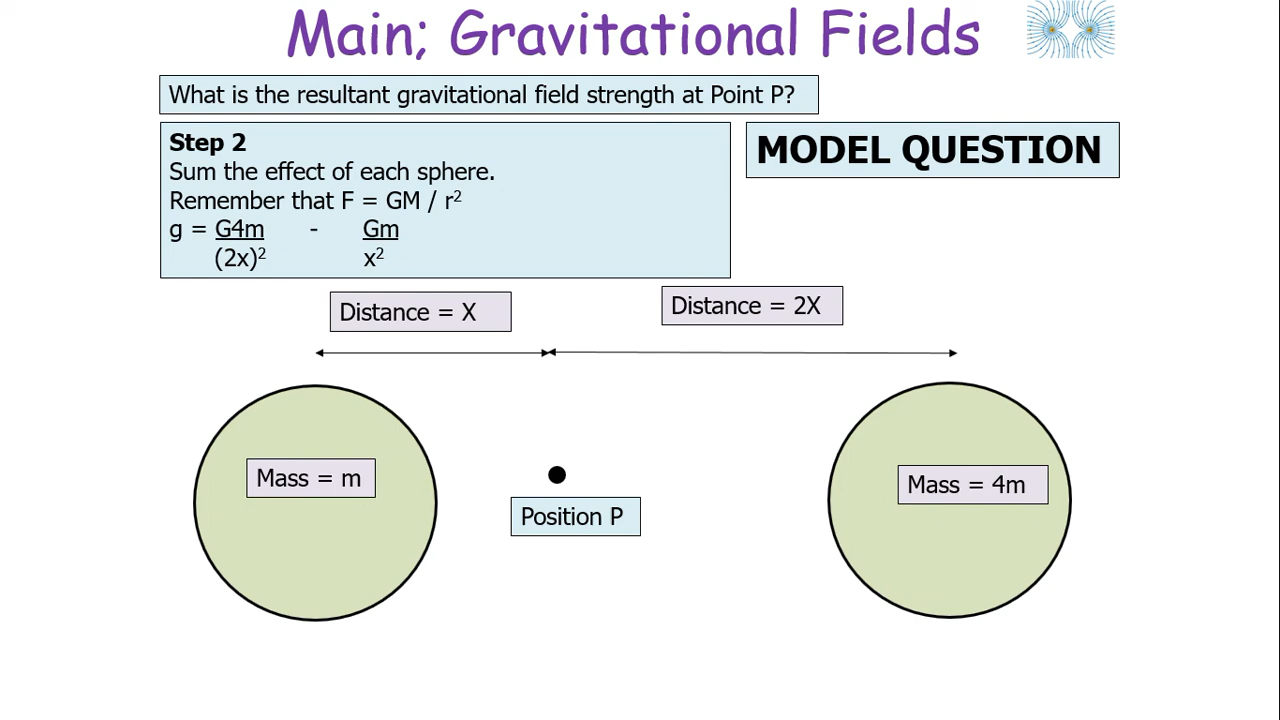 Main; Gravitational Fields
What is the resultant gravitational field strength at Point P?
Step 2
Sum the effect of each sphere.
Remember that F = GM / r²
g = G4m - Gm
(2x)² x²
MODEL QUESTION
Distance = X
Distance = 2X
Mass = m
Mass = 4m
Position P